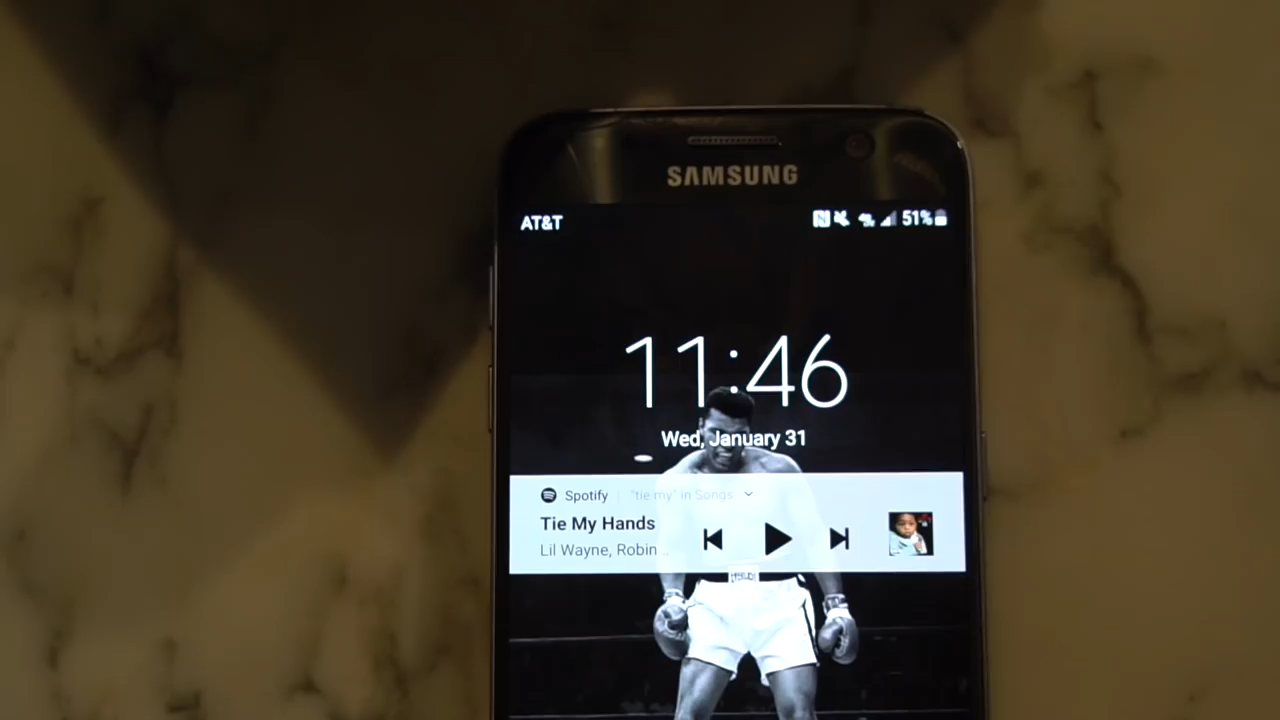 SAMSUNG
AT&T 51%
11:46
Wed, January 31
Spotify "tie my" in Songs
Tie My Hands
Lil Wayne, Robin ..